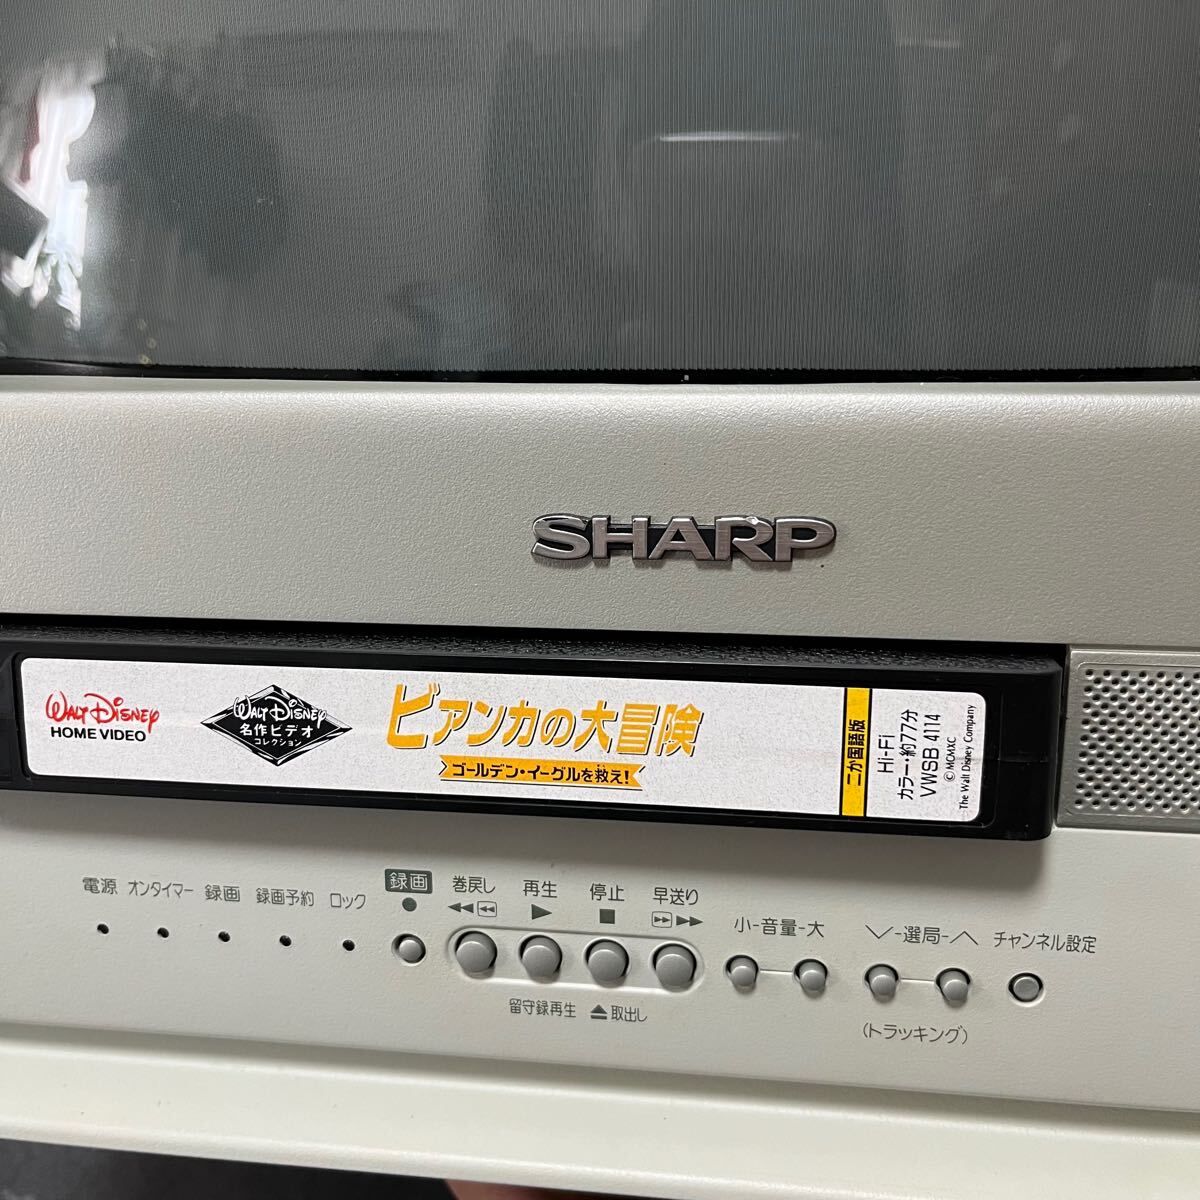 SHARP
WALT DISNEY
HOME VIDEO
WALT DISNEY
名作ビデオ
コレクション
ビアンカの大冒険
ゴールデン・イーグルを救え!
二か国語版
Hi-Fi
カラー・約77分
VWSB 4114
© MCMXC
The Walt Disney Company
電源 オンタイマー 録画 録画予約 ロック
録画 巻戻し 再生 停止 早送り
小-音量-大
-選局-
チャンネル設定
留守録再生 ⏏取出し
(トラッキング)